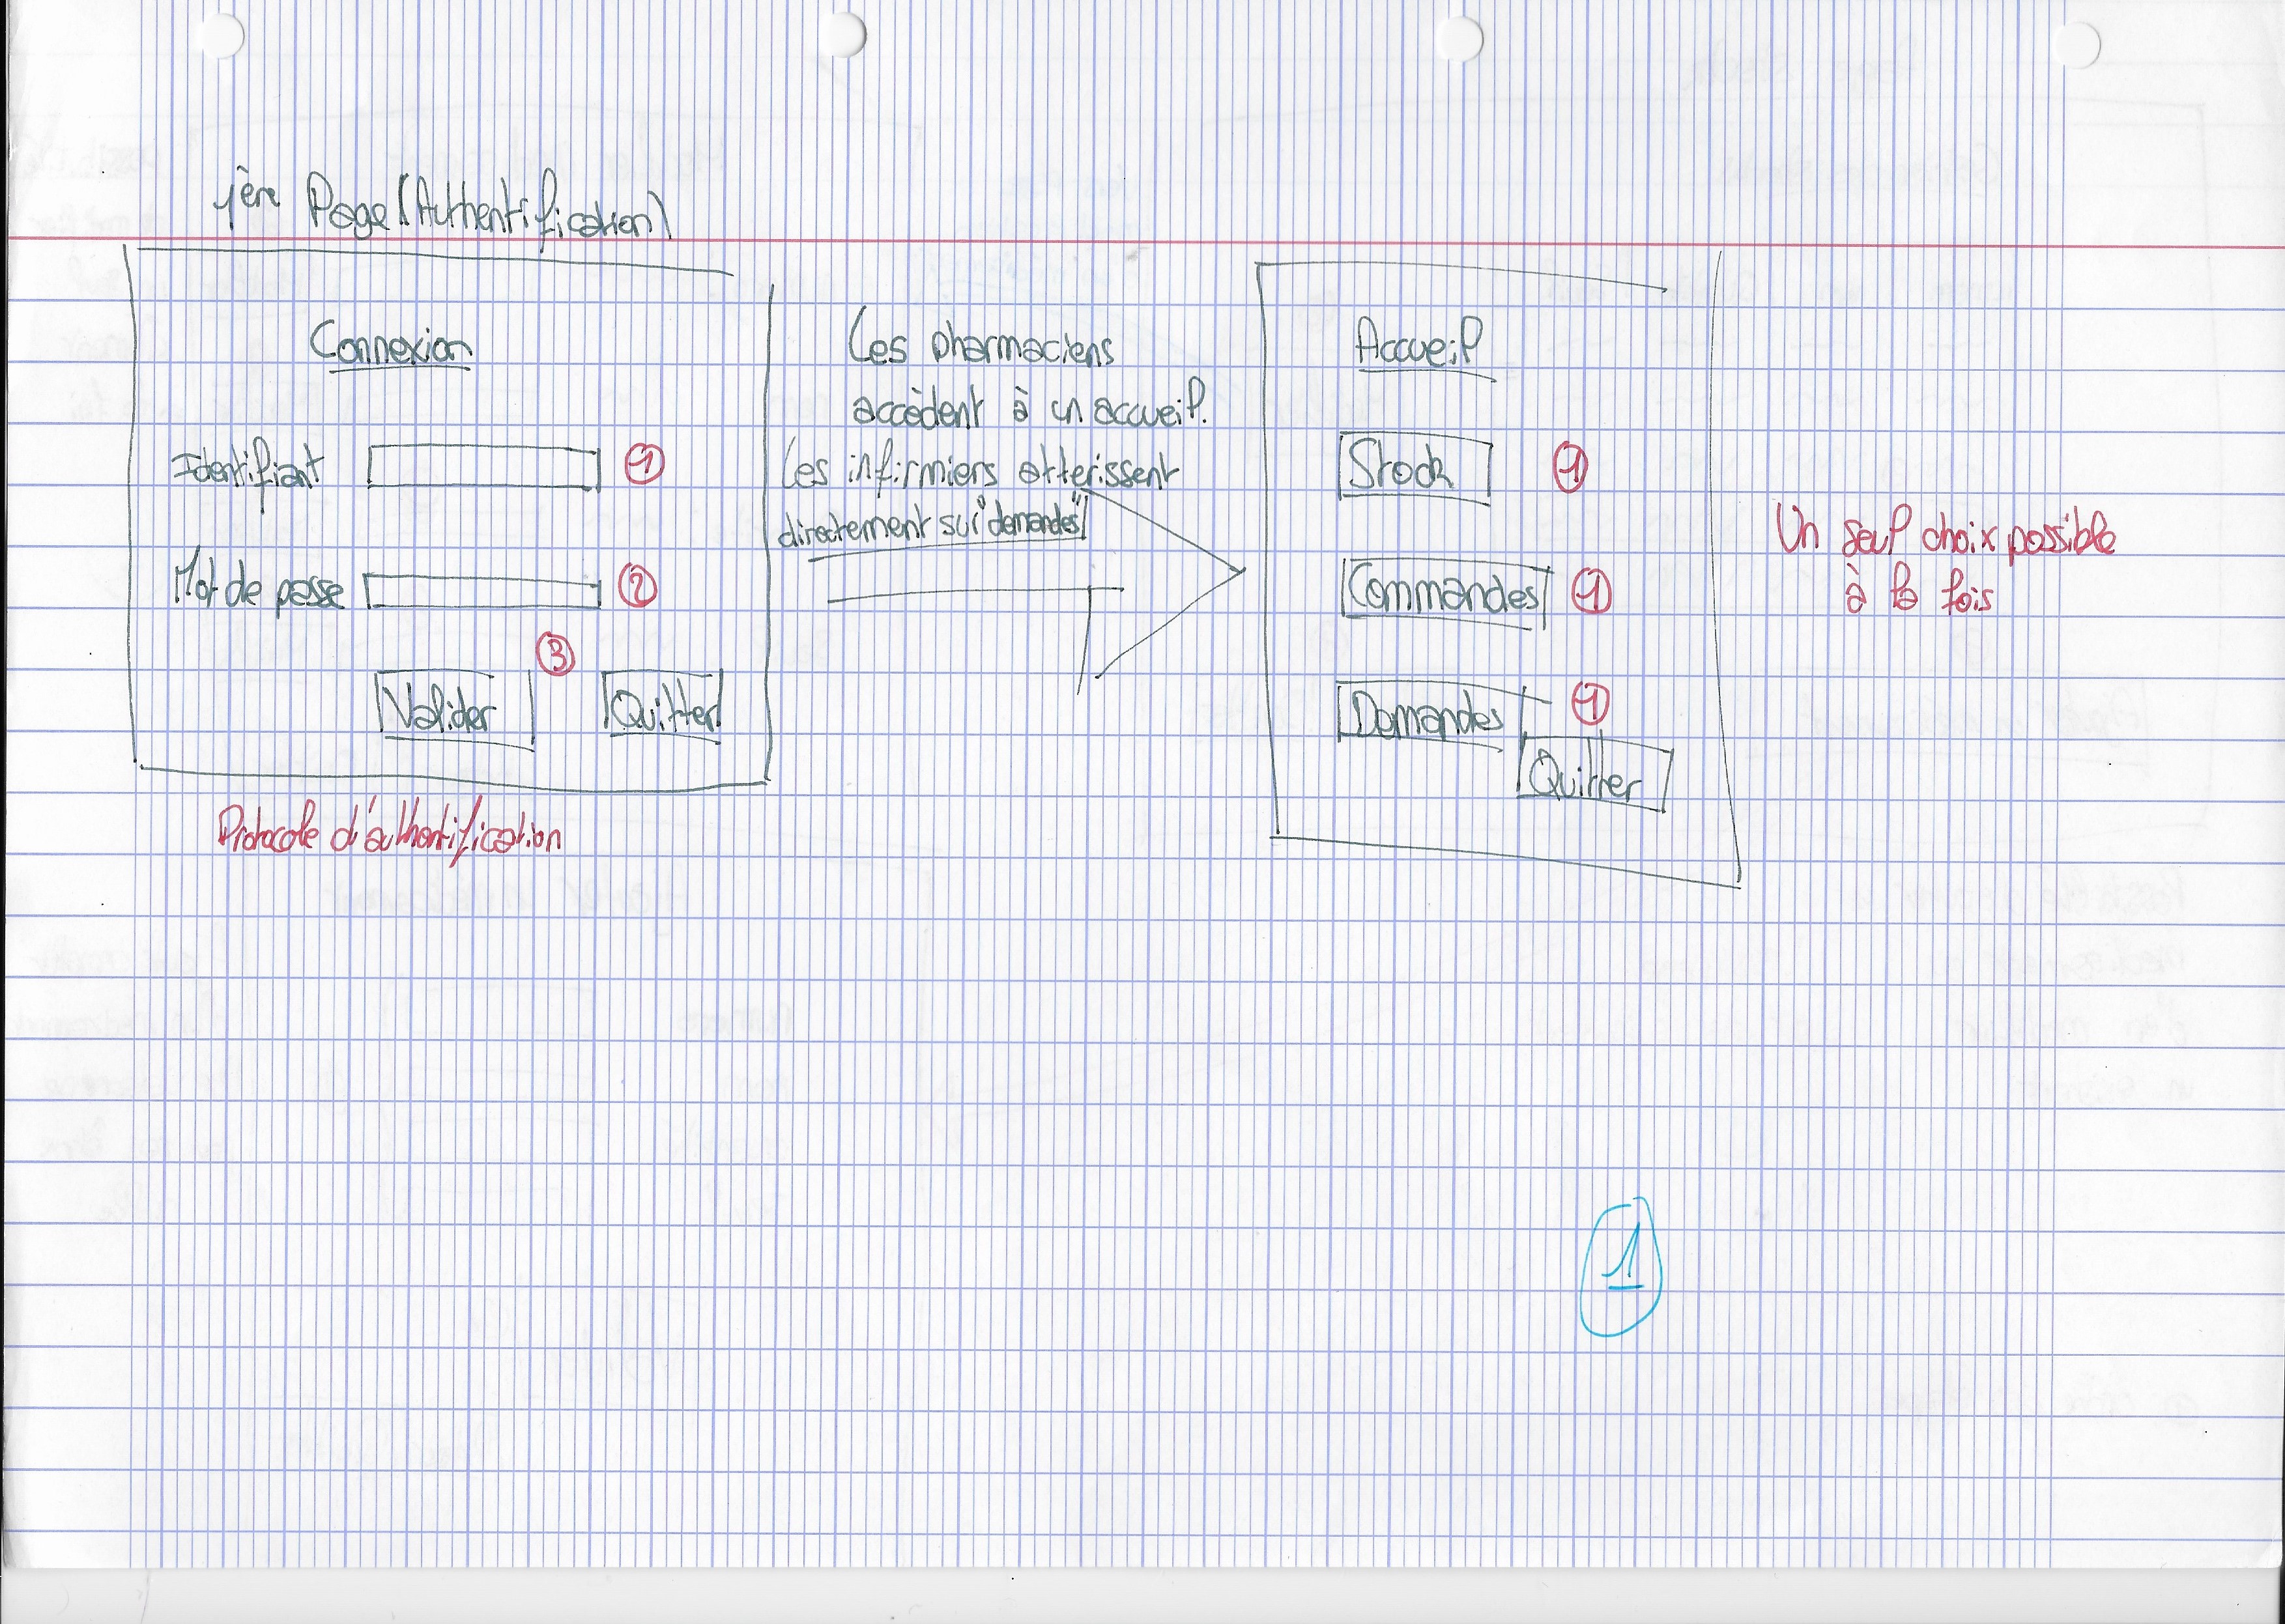 1ère Page (Authentification)
Connexion
Identifiant
1
Mot de passe
2
3
Valider
Quitter
Protocole d'authentification
Les pharmaciens
accèdent à un accueil.
Les infirmiers atterissent
directement sur "demandes"
Accueil
Stock
1
Commandes
1
Demandes
1
Quitter
Un seul choix possible
à la fois
1